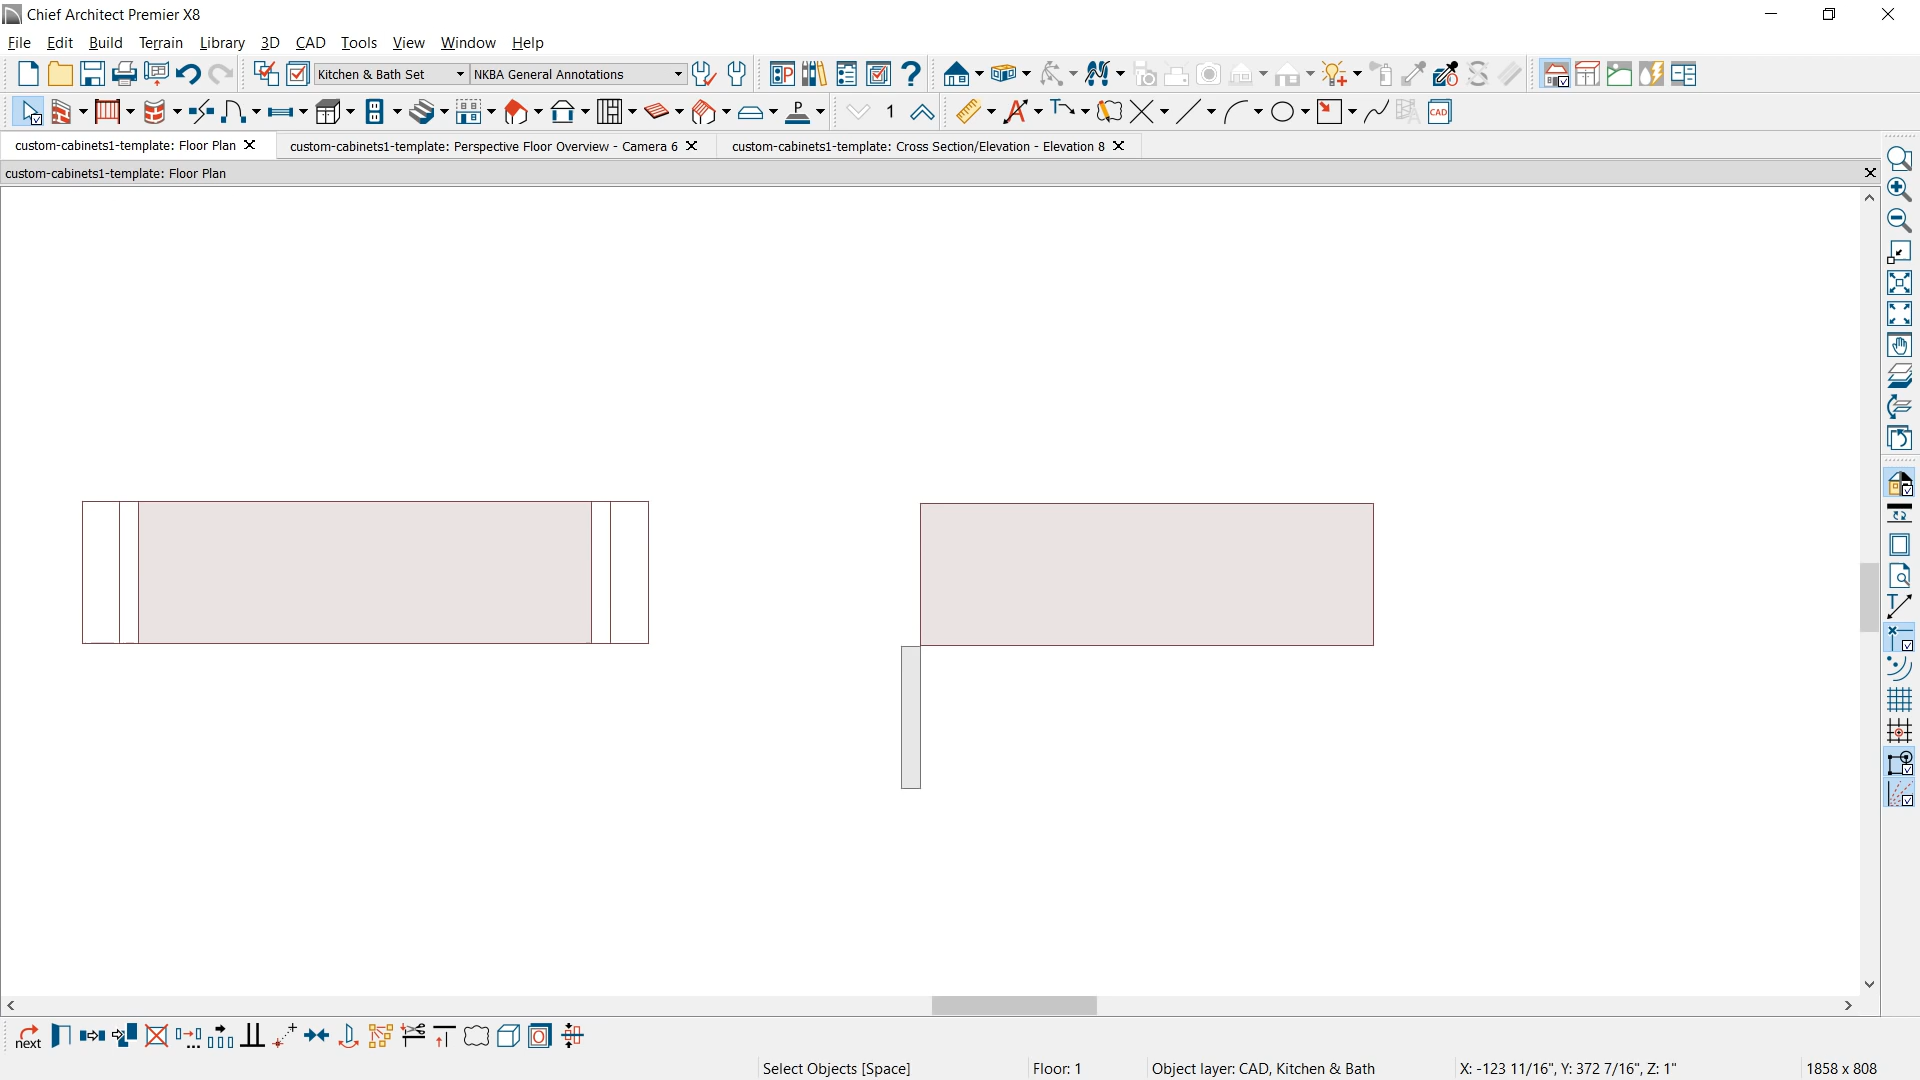 Chief Architect Premier X8
File Edit Build Terrain Library 3D CAD Tools View Window Help
Kitchen & Bath Set NKBA General Annotations
1 CAD
custom-cabinets1-template: Floor Plan custom-cabinets1-template: Perspective Floor Overview - Camera 6 custom-cabinets1-template: Cross Section/Elevation - Elevation 8
custom-cabinets1-template: Floor Plan
next
Select Objects [Space] Floor: 1 Object layer: CAD, Kitchen & Bath X: -123 11/16", Y: 372 7/16", Z: 1" 1858 x 808